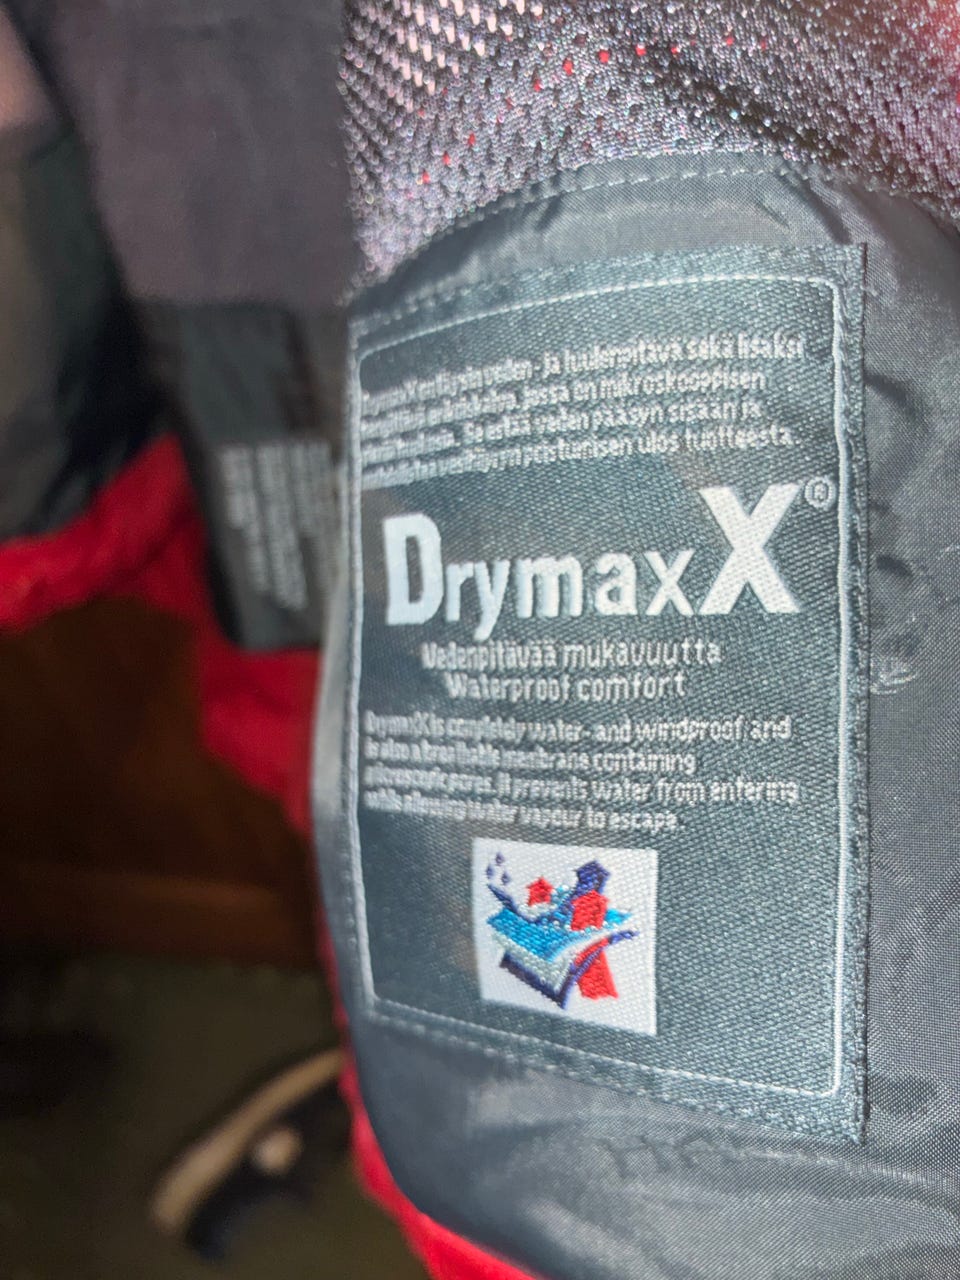 veden- ja tuulenpitävä sekä lisäksi
jossa on mikroskooppisen
Se estää veden pääsyn sisään ja
poistumisen ulos tuotteesta.
DrymaxX®
Vedenpitävää mukavuutta
Waterproof comfort
DrymaxX is completely water- and windproof and
is also a breathable membrane containing
microscopic pores. It prevents water from entering
while allowing water vapour to escape.